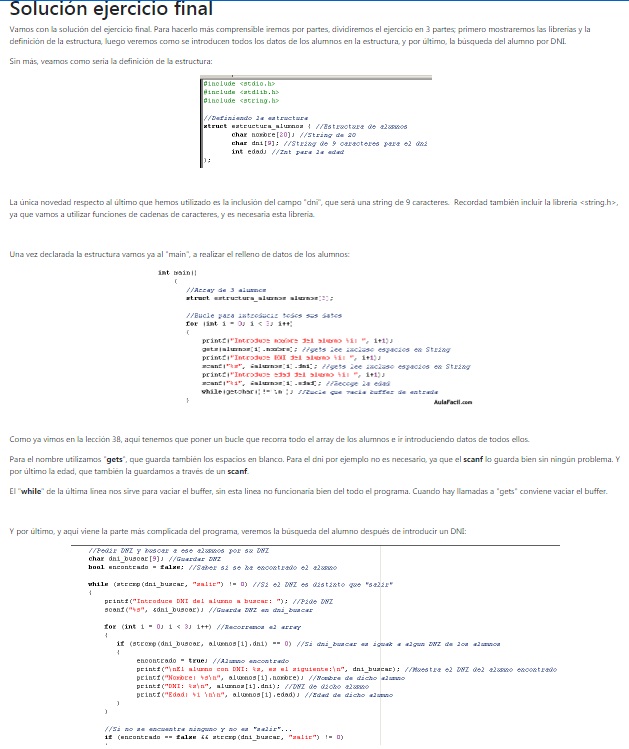 Solución ejercicio final
Vamos con la solución del ejercicio final. Para hacerlo más comprensible iremos por partes, dividiremos el ejercicio en 3 partes; primero mostraremos las librerías y la
definición de la estructura, luego veremos como se introducen todos los datos de los alumnos en la estructura, y por último, la búsqueda del alumno por DNI.
Sin más, veamos como sería la definición de la estructura:
#include <stdio.h>
#include <stdlib.h>
#include <string.h>
//Definiendo la estructura
struct estructura_alumnos { //Estructura de alumnos
char nombre[20]; //String de 20
char dni[9]; //String de 9 caracteres para el dni
int edad; //Int para la edad
};
La única novedad respecto al último que hemos utilizado es la inclusión del campo "dni", que será una string de 9 caracteres. Recordad también incluir la librería <string.h>,
ya que vamos a utilizar funciones de cadenas de caracteres, y es necesaria esta librería.
Una vez declarada la estructura vamos ya al "main", a realizar el relleno de datos de los alumnos:
int main()
{
//Array de 3 alumnos
struct estructura_alumnos alumnos[3];
//Bucle para introducir todos sus datos
for (int i = 0; i < 3; i++)
{
printf("Introduce nombre del alumno %i: ", i+1);
gets(alumnos[i].nombre); //gets lee incluso espacios en String
printf("Introduce DNI del alumno %i: ", i+1);
scanf("%s", &alumnos[i].dni); //gets lee incluso espacios en String
printf("Introduce edad del alumno %i: ", i+1);
scanf("%i", &alumnos[i].edad); //Recoge la edad
while(getchar() != '\n'); //Bucle que vacia buffer de entrada
}
AulaFacil.com
Como ya vimos en la lección 38, aquí tenemos que poner un bucle que recorra todo el array de los alumnos e ir introduciendo datos de todos ellos.
Para el nombre utilizamos "gets", que guarda también los espacios en blanco. Para el dni por ejemplo no es necesario, ya que el scanf lo guarda bien sin ningún problema. Y
por último la edad, que también la guardamos a través de un scanf.
El "while" de la última línea nos sirve para vaciar el buffer, sin esta línea no funcionaría bien del todo el programa. Cuando hay llamadas a "gets" conviene vaciar el buffer.
Y por último, y aquí viene la parte más complicada del programa, veremos la búsqueda del alumno después de introducir un DNI:
//Pedir DNI y buscar a ese alumnos por su DNI
char dni_buscar[9]; //Guardar DNI
bool encontrado = false; //Saber si se ha encontrado el alumno
while (strcmp(dni_buscar, "salir") != 0) //Si el DNI es distinto que "salir"
{
printf("Introduce DNI del alumno a buscar: "); //Pide DNI
scanf("%s", &dni_buscar); //Guarda DNI en dni_buscar
for (int i = 0; i < 3; i++) //Recorremos el array
{
if (strcmp(dni_buscar, alumnos[i].dni) == 0) //Si dni_buscar es iguak a algun DNI de los alumnos
{
encontrado = true; //Alumno encontrado
printf("\nEl alumno con DNI: %s, es el siguiente:\n", dni_buscar); //Muestra el DNI del alumno encontrado
printf("Nombre: %s\n", alumnos[i].nombre); //Nombre de dicho alumno
printf("DNI: %s\n", alumnos[i].dni); //DNI de dicho alumno
printf("Edad: %i \n\n", alumnos[i].edad); //Edad de dicho alumno
}
}
//Si no se encuentra ninguno y no es "salir"...
if (encontrado == false && strcmp(dni_buscar, "salir") != 0)